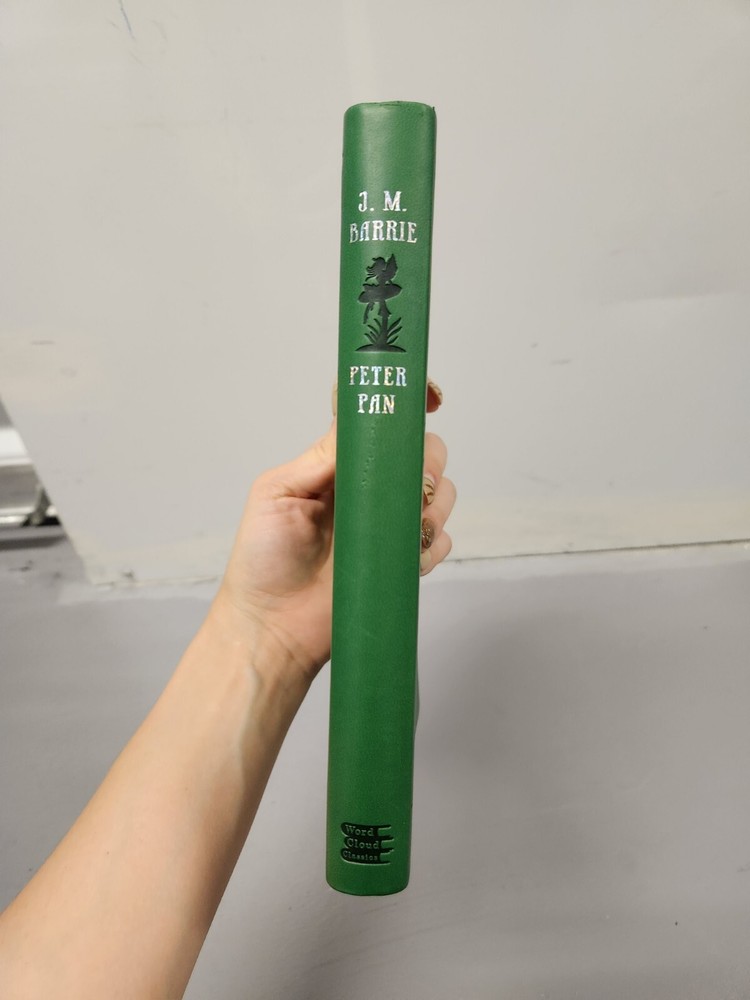 J. M.
BARRIE
PETER
PAN
Word
Cloud
Classics